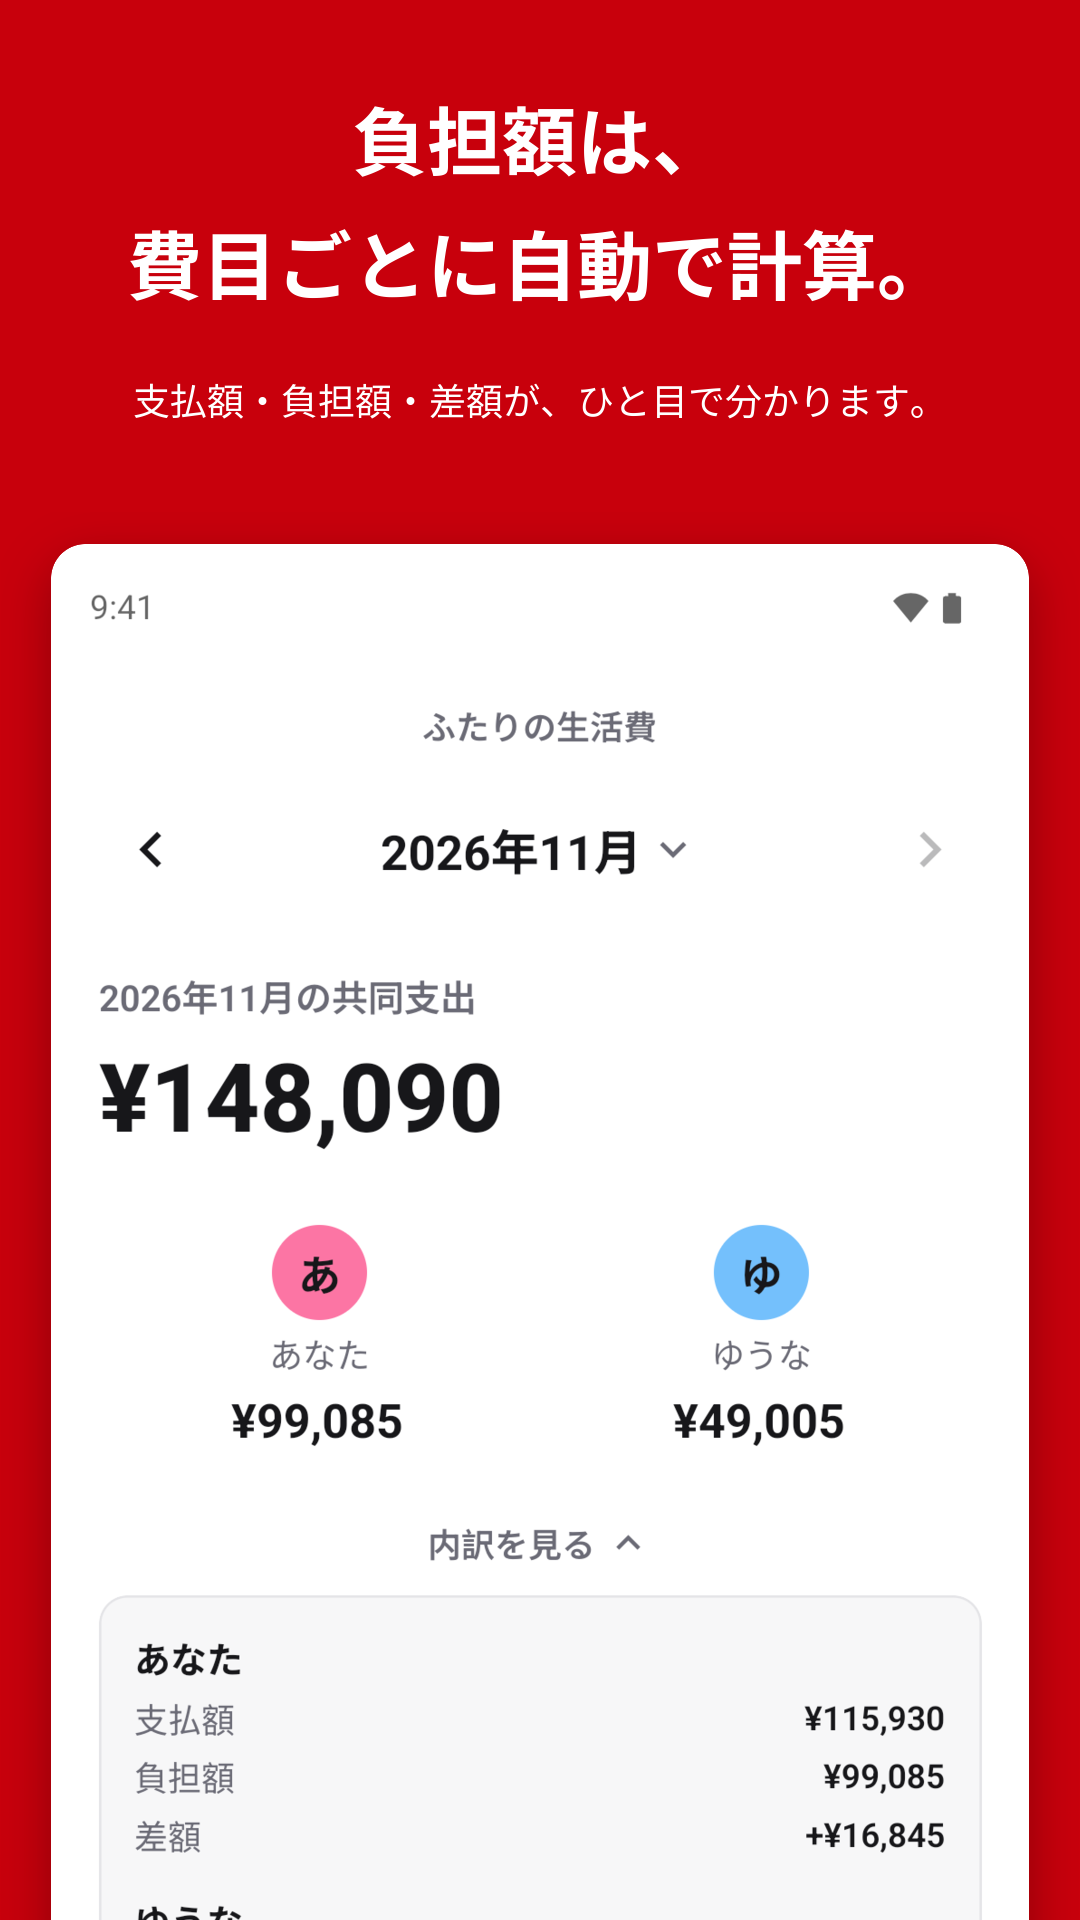 負担額は、
費目ごとに自動で計算。
支払額・負担額・差額が、ひと目で分かります。
9:41
ふたりの生活費
2026年11月
2026年11月の共同支出
¥148,090
あ
ゆ
あなた
ゆうな
¥99,085
¥49,005
内訳を見る
あなた
支払額 ¥115,930
負担額 ¥99,085
差額 +¥16,845
ゆうな